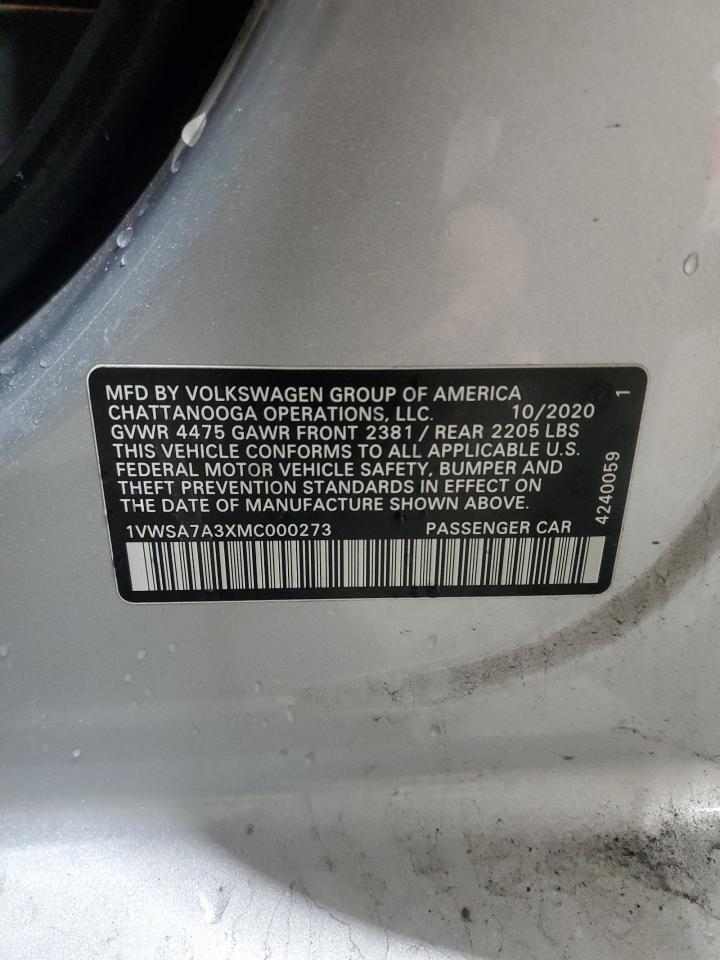 MFD BY VOLKSWAGEN GROUP OF AMERICA
CHATTANOOGA OPERATIONS, LLC. 10/2020
GVWR 4475 GAWR FRONT 2381 / REAR 2205 LBS
THIS VEHICLE CONFORMS TO ALL APPLICABLE U.S.
FEDERAL MOTOR VEHICLE SAFETY, BUMPER AND
THEFT PREVENTION STANDARDS IN EFFECT ON
THE DATE OF MANUFACTURE SHOWN ABOVE.
1VWSA7A3XMC000273 PASSENGER CAR
4240059 1